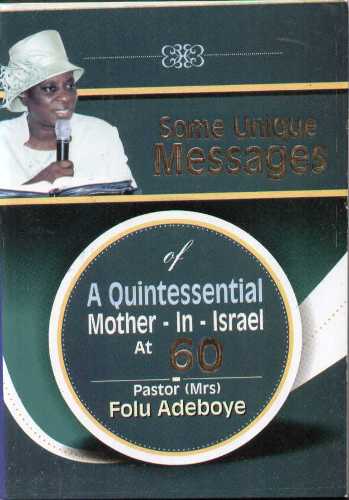 Some Unique
Messages
of
A Quintessential
Mother - In - Israel
At 60
Pastor (Mrs)
Folu Adeboye